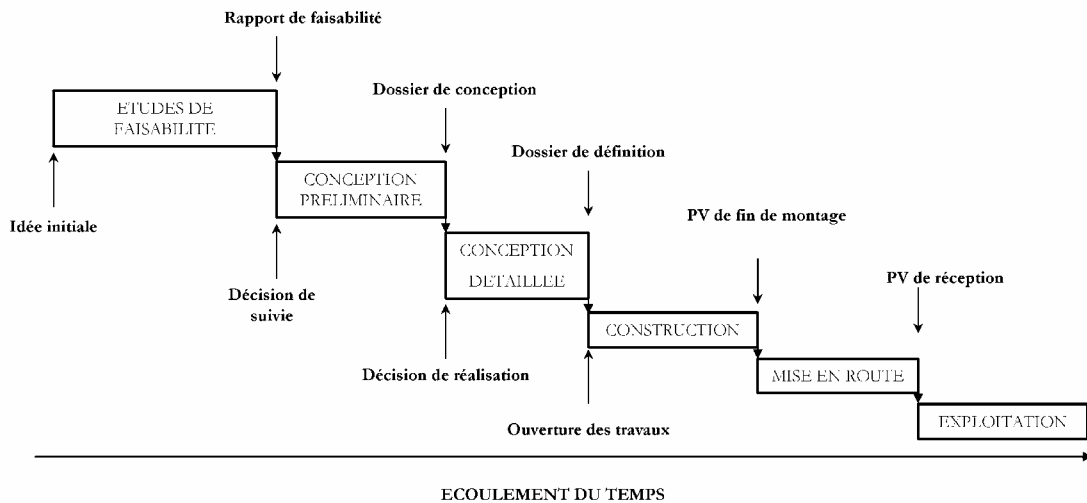 Rapport de faisabilité
Dossier de conception
ETUDES DE
FAISABILITE
Dossier de définition
CONCEPTION
PRELIMINAIRE
Idée initiale
PV de fin de montage
CONCEPTION
DETAILLEE
PV de réception
Décision de
suivie
CONSTRUCTION
Décision de réalisation
MISE EN ROUTE
Ouverture des travaux
EXPLOITATION
ECOULEMENT DU TEMPS